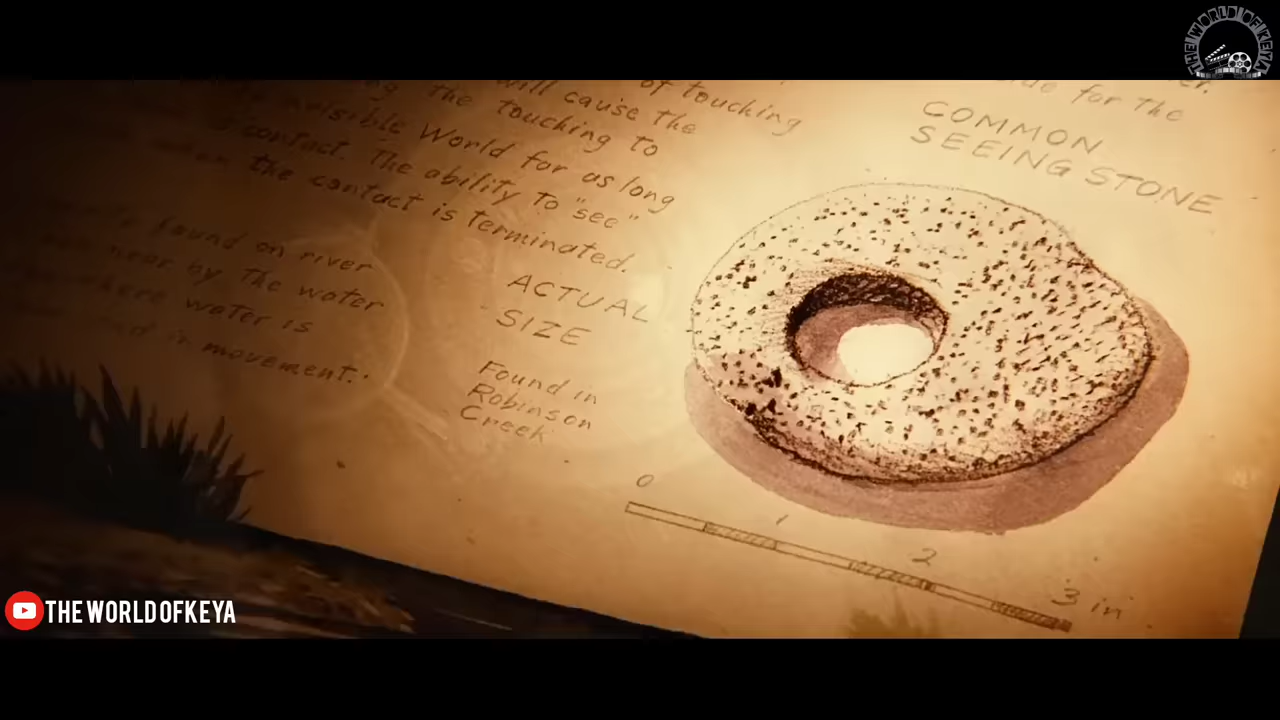 THE WORLD OF KEYA
of touching
will cause the
the touching to
World for as long
contact. The ability to "see"
the contact is terminated.
found on river
near by the water
where water is
in movement.
ACTUAL
SIZE
Found in
Robinson
Creek
for the
COMMON
SEEING STONE
0
1
2
3 in
THE WORLD OF KEYA